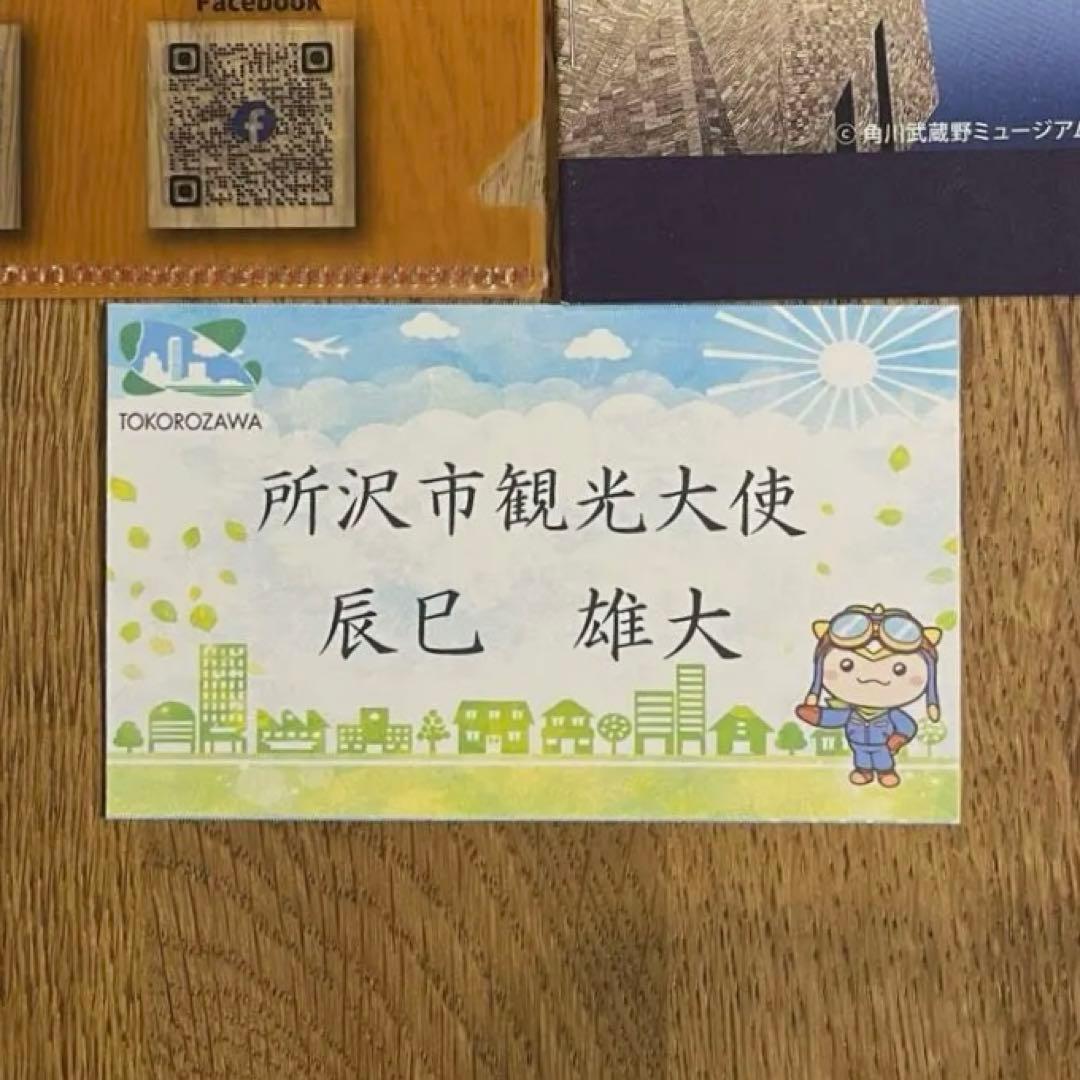 Facebook
© 角川武蔵野ミュージアム
TOKOROZAWA
所沢市観光大使
辰巳 雄大